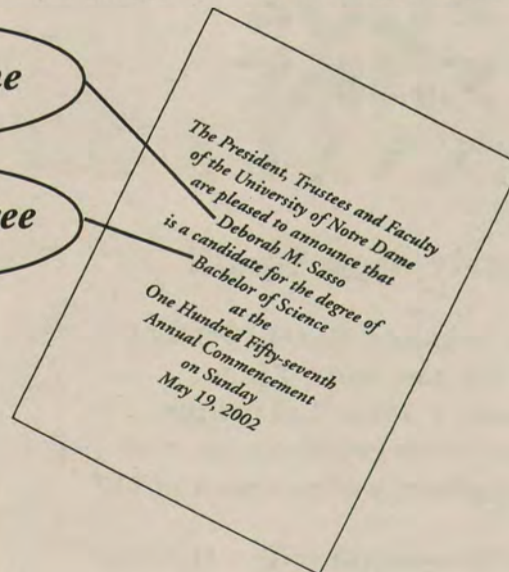 The President, Trustees and Faculty
of the University of Notre Dame
are pleased to announce that
Deborah M. Sasso
is a candidate for the degree of
Bachelor of Science
at the
One Hundred Fifty-seventh
Annual Commencement
on Sunday
May 19, 2002